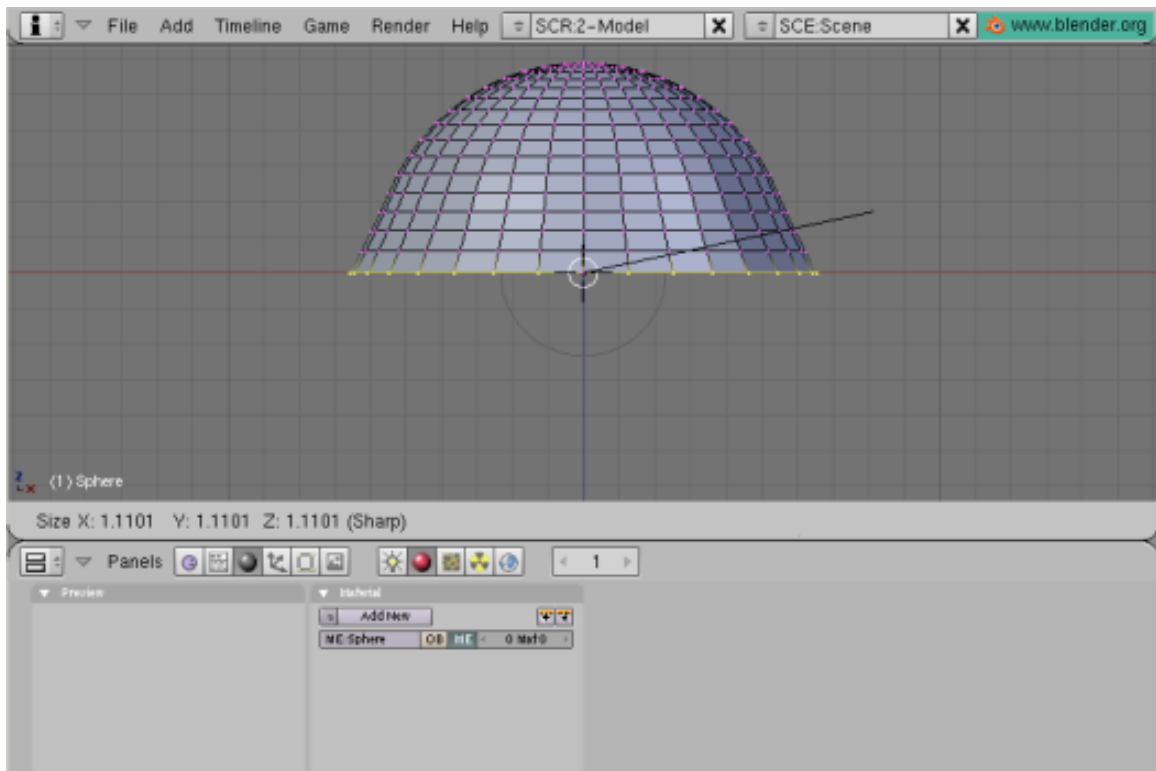 File Add Timeline Game Render Help SCR:2-Model X SCE:Scene X www.blender.org
z
x
(1) Sphere
Size X: 1.1101 Y: 1.1101 Z: 1.1101 (Sharp)
Panels 1
Preview Material
Add New
ME:Sphere OB ME 0 Mat 0